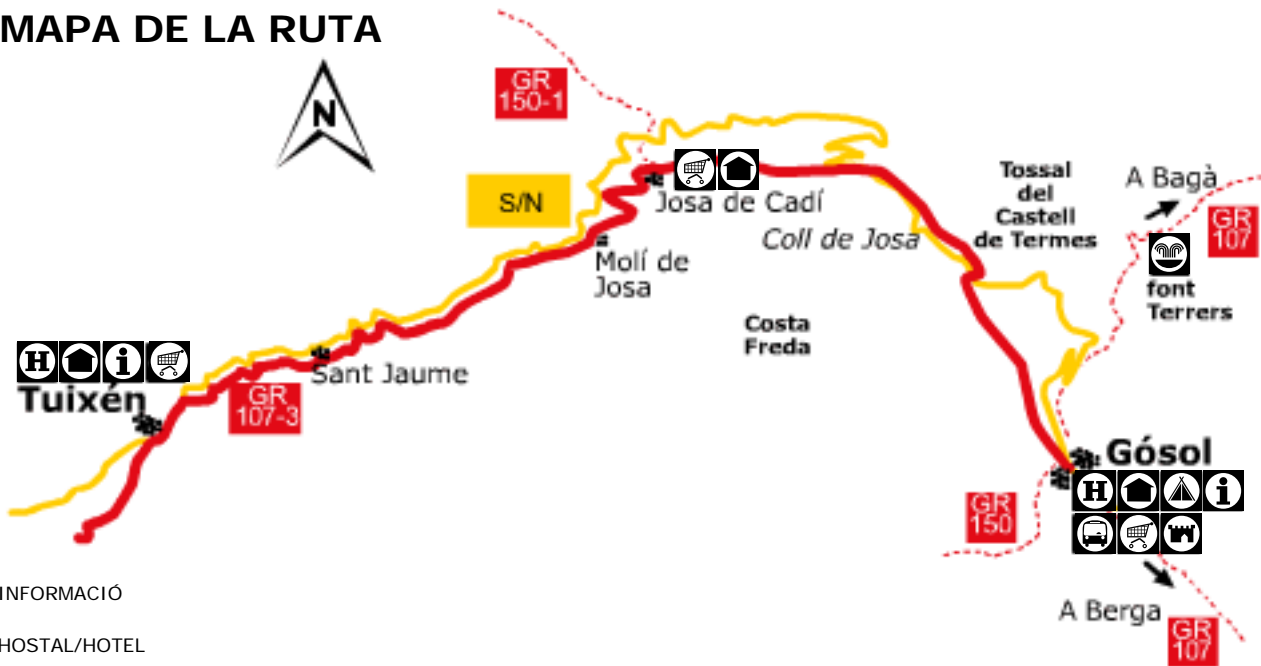 MAPA DE LA RUTA
N
GR
150-1
S/N
Josa de Cadí
Coll de Josa
Tossal
del
Castell
de Termes
A Bagà
GR
107
font
Terrers
Molí de
Josa
Costa
Freda
H i
Tuixén
Sant Jaume
GR
107-3
Gósol
H i
GR
150
A Berga
GR
107
INFORMACIÓ
HOSTAL/HOTEL